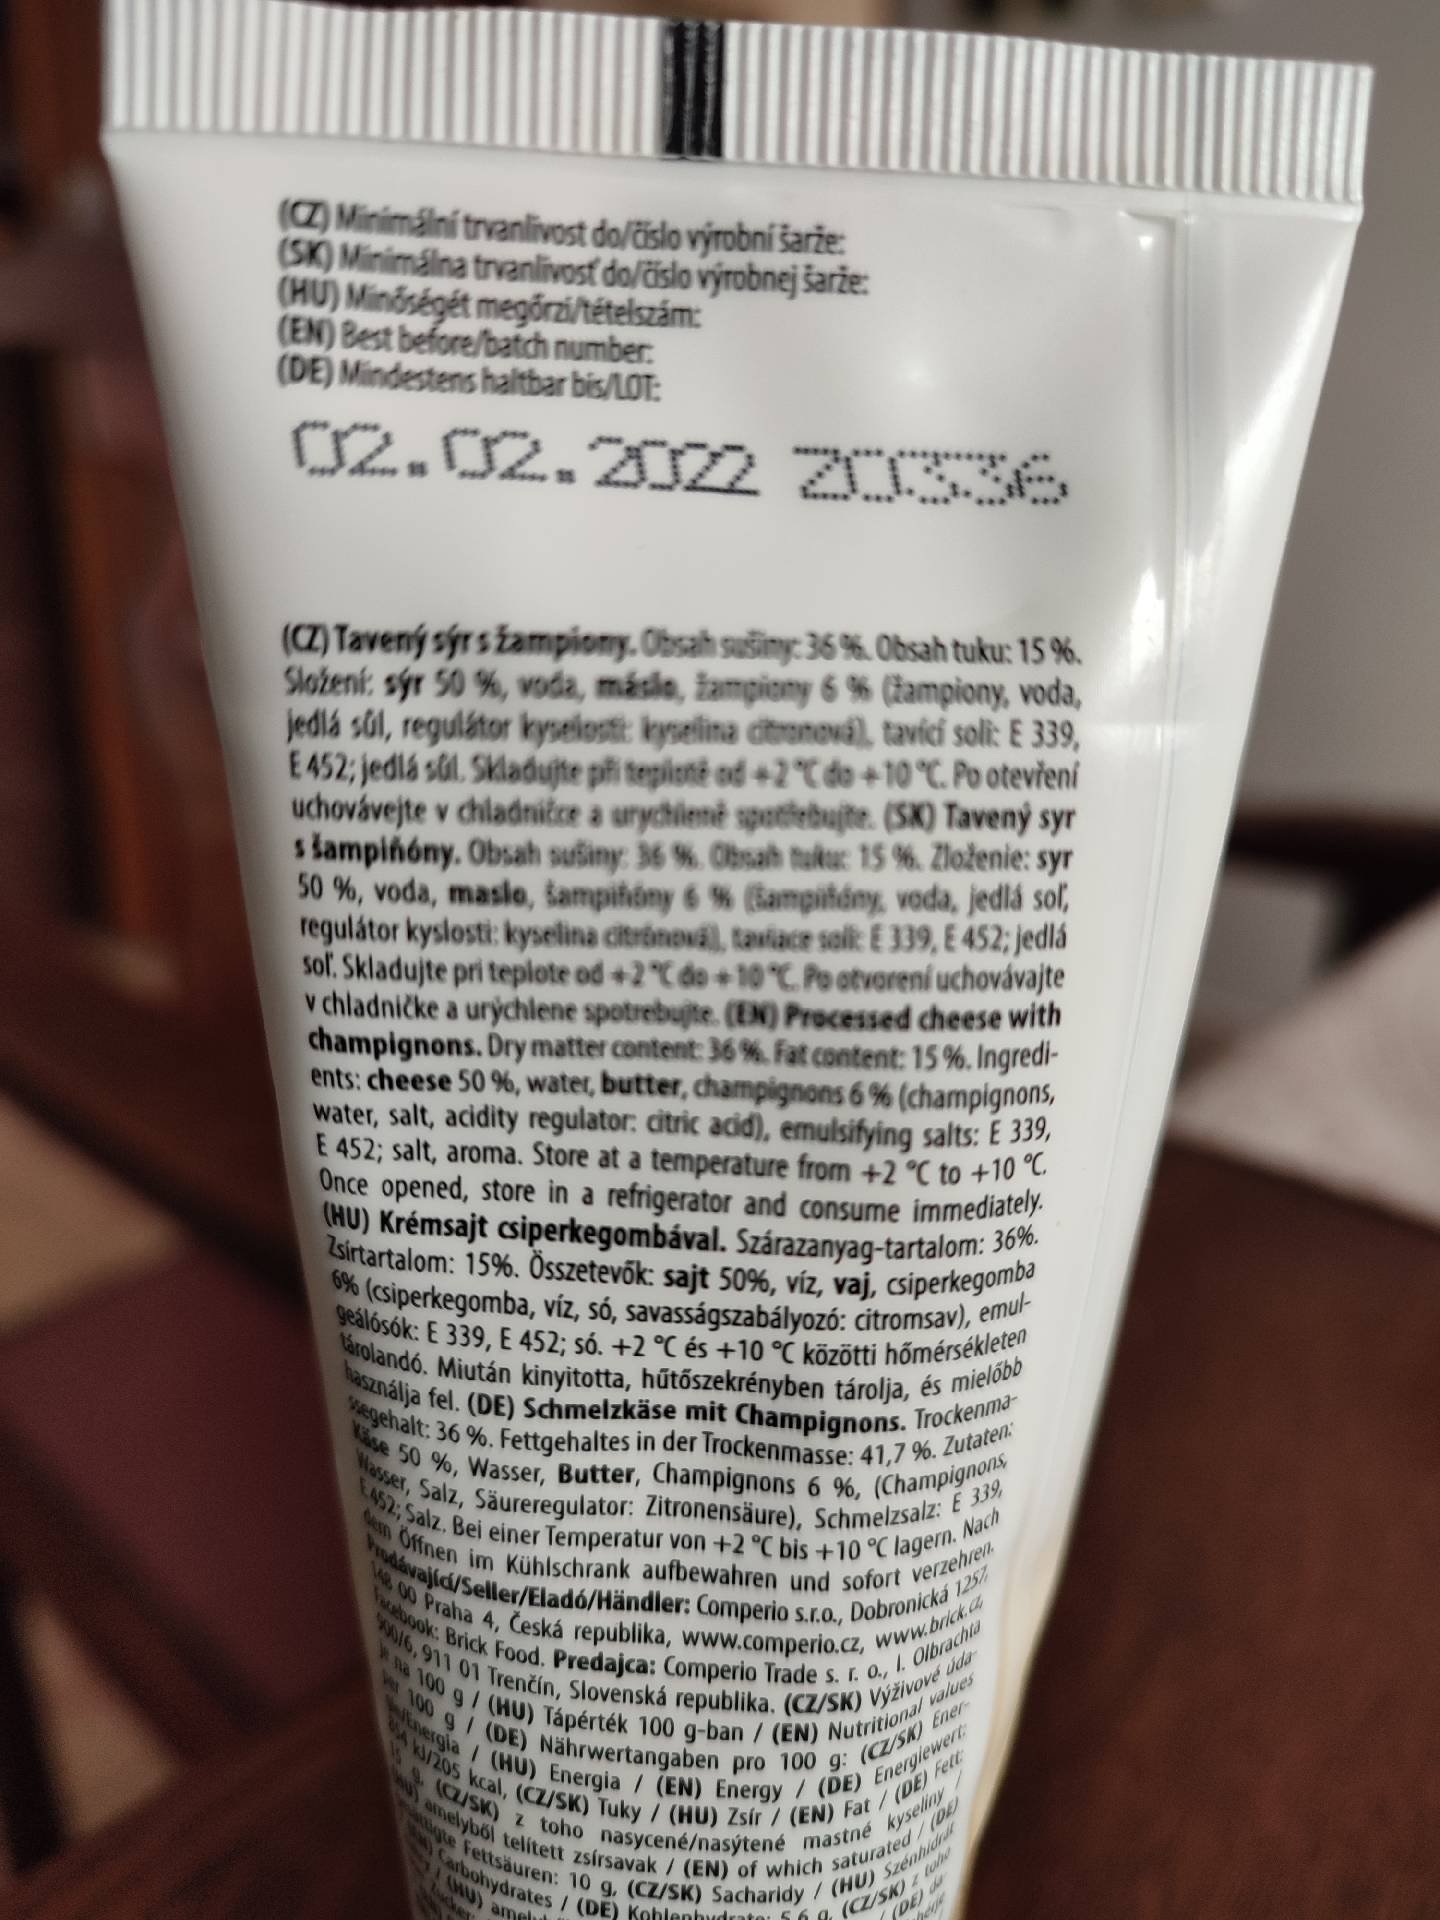 (CZ) Minimální trvanlivost do/číslo výrobní šarže:
(SK) Minimálna trvanlivosť do/číslo výrobnej šarže:
(HU) Minőségét megőrzi/tételszám:
(EN) Best before/batch number:
(DE) Mindestens haltbar bis/LOT:
02.02.2022 20336
(CZ) Tavený sýr s žampiony. Obsah sušiny: 36 %. Obsah tuku: 15 %.
Složení: sýr 50 %, voda, máslo, žampiony 6 % (žampiony, voda,
jedlá sůl, regulátor kyselosti: kyselina citronová), tavící soli: E 339,
E 452; jedlá sůl. Skladujte při teplotě od +2 °C do +10 °C. Po otevření
uchovávejte v chladničce a urychleně spotřebujte. (SK) Tavený syr
s šampiňóny. Obsah sušiny: 36 %. Obsah tuku: 15 %. Zloženie: syr
50 %, voda, maslo, šampiňóny 6 % (šampiňóny, voda, jedlá soľ,
regulátor kyslosti: kyselina citrónová), taviace soli: E 339, E 452; jedlá
soľ. Skladujte pri teplote od +2 °C do +10 °C. Po otvorení uchovávajte
v chladničke a urýchlene spotrebujte. (EN) Processed cheese with
champignons. Dry matter content: 36 %. Fat content: 15 %. Ingredi-
ents: cheese 50 %, water, butter, champignons 6 % (champignons,
water, salt, acidity regulator: citric acid), emulsifying salts: E 339,
E 452; salt, aroma. Store at a temperature from +2 °C to +10 °C.
Once opened, store in a refrigerator and consume immediately.
(HU) Krémsajt csiperkegombával. Szárazanyag-tartalom: 36%.
Zsírtartalom: 15%. Összetevők: sajt 50%, víz, vaj, csiperkegomba
6% (csiperkegomba, víz, só, savasságszabályozó: citromsav), emul-
geálósók: E 339, E 452; só. +2 °C és +10 °C közötti hőmérsékleten
tárolandó. Miután kinyitotta, hűtőszekrényben tárolja, és mielőbb
használja fel. (DE) Schmelzkäse mit Champignons. Trockenma-
ssegehalt: 36 %. Fettgehaltes in der Trockenmasse: 41,7 %. Zutaten:
Käse 50 %, Wasser, Butter, Champignons 6 %, (Champignons,
Wasser, Salz, Säureregulator: Zitronensäure), Schmelzsalz: E 339,
E 452; Salz. Bei einer Temperatur von +2 °C bis +10 °C lagern. Nach
dem Öffnen im Kühlschrank aufbewahren und sofort verzehren.
Prodávající/Seller/Eladó/Händler: Comperio s.r.o., Dobronická 1257,
148 00 Praha 4, Česká republika, www.comperio.cz, www.brick.cz,
Facebook: Brick Food. Predajca: Comperio Trade s. r. o., I. Olbrachta
900/6, 911 01 Trenčín, Slovenská republika. (CZ/SK) Výživové úda-
je na 100 g / (HU) Tápérték 100 g-ban / (EN) Nutritional values
per 100 g / (DE) Nährwertangaben pro 100 g: (CZ/SK) Ener-
gie/Energia / (HU) Energia / (EN) Energy / (DE) Energiewert:
854 kJ/205 kcal, (CZ/SK) Tuky / (HU) Zsír / (EN) Fat / (DE) Fett:
15 g, (CZ/SK) z toho nasycené/nasýtené mastné kyseliny /
(HU) amelyből telített zsírsavak / (EN) of which saturated / (DE)
gesättigte Fettsäuren: 10 g, (CZ/SK) Sacharidy / (HU) Szénhidrát
Carbohydrates / (DE) Kohlenhydrate: 5,6 g, (CZ/SK) z toho
/ (HU) / (DE)